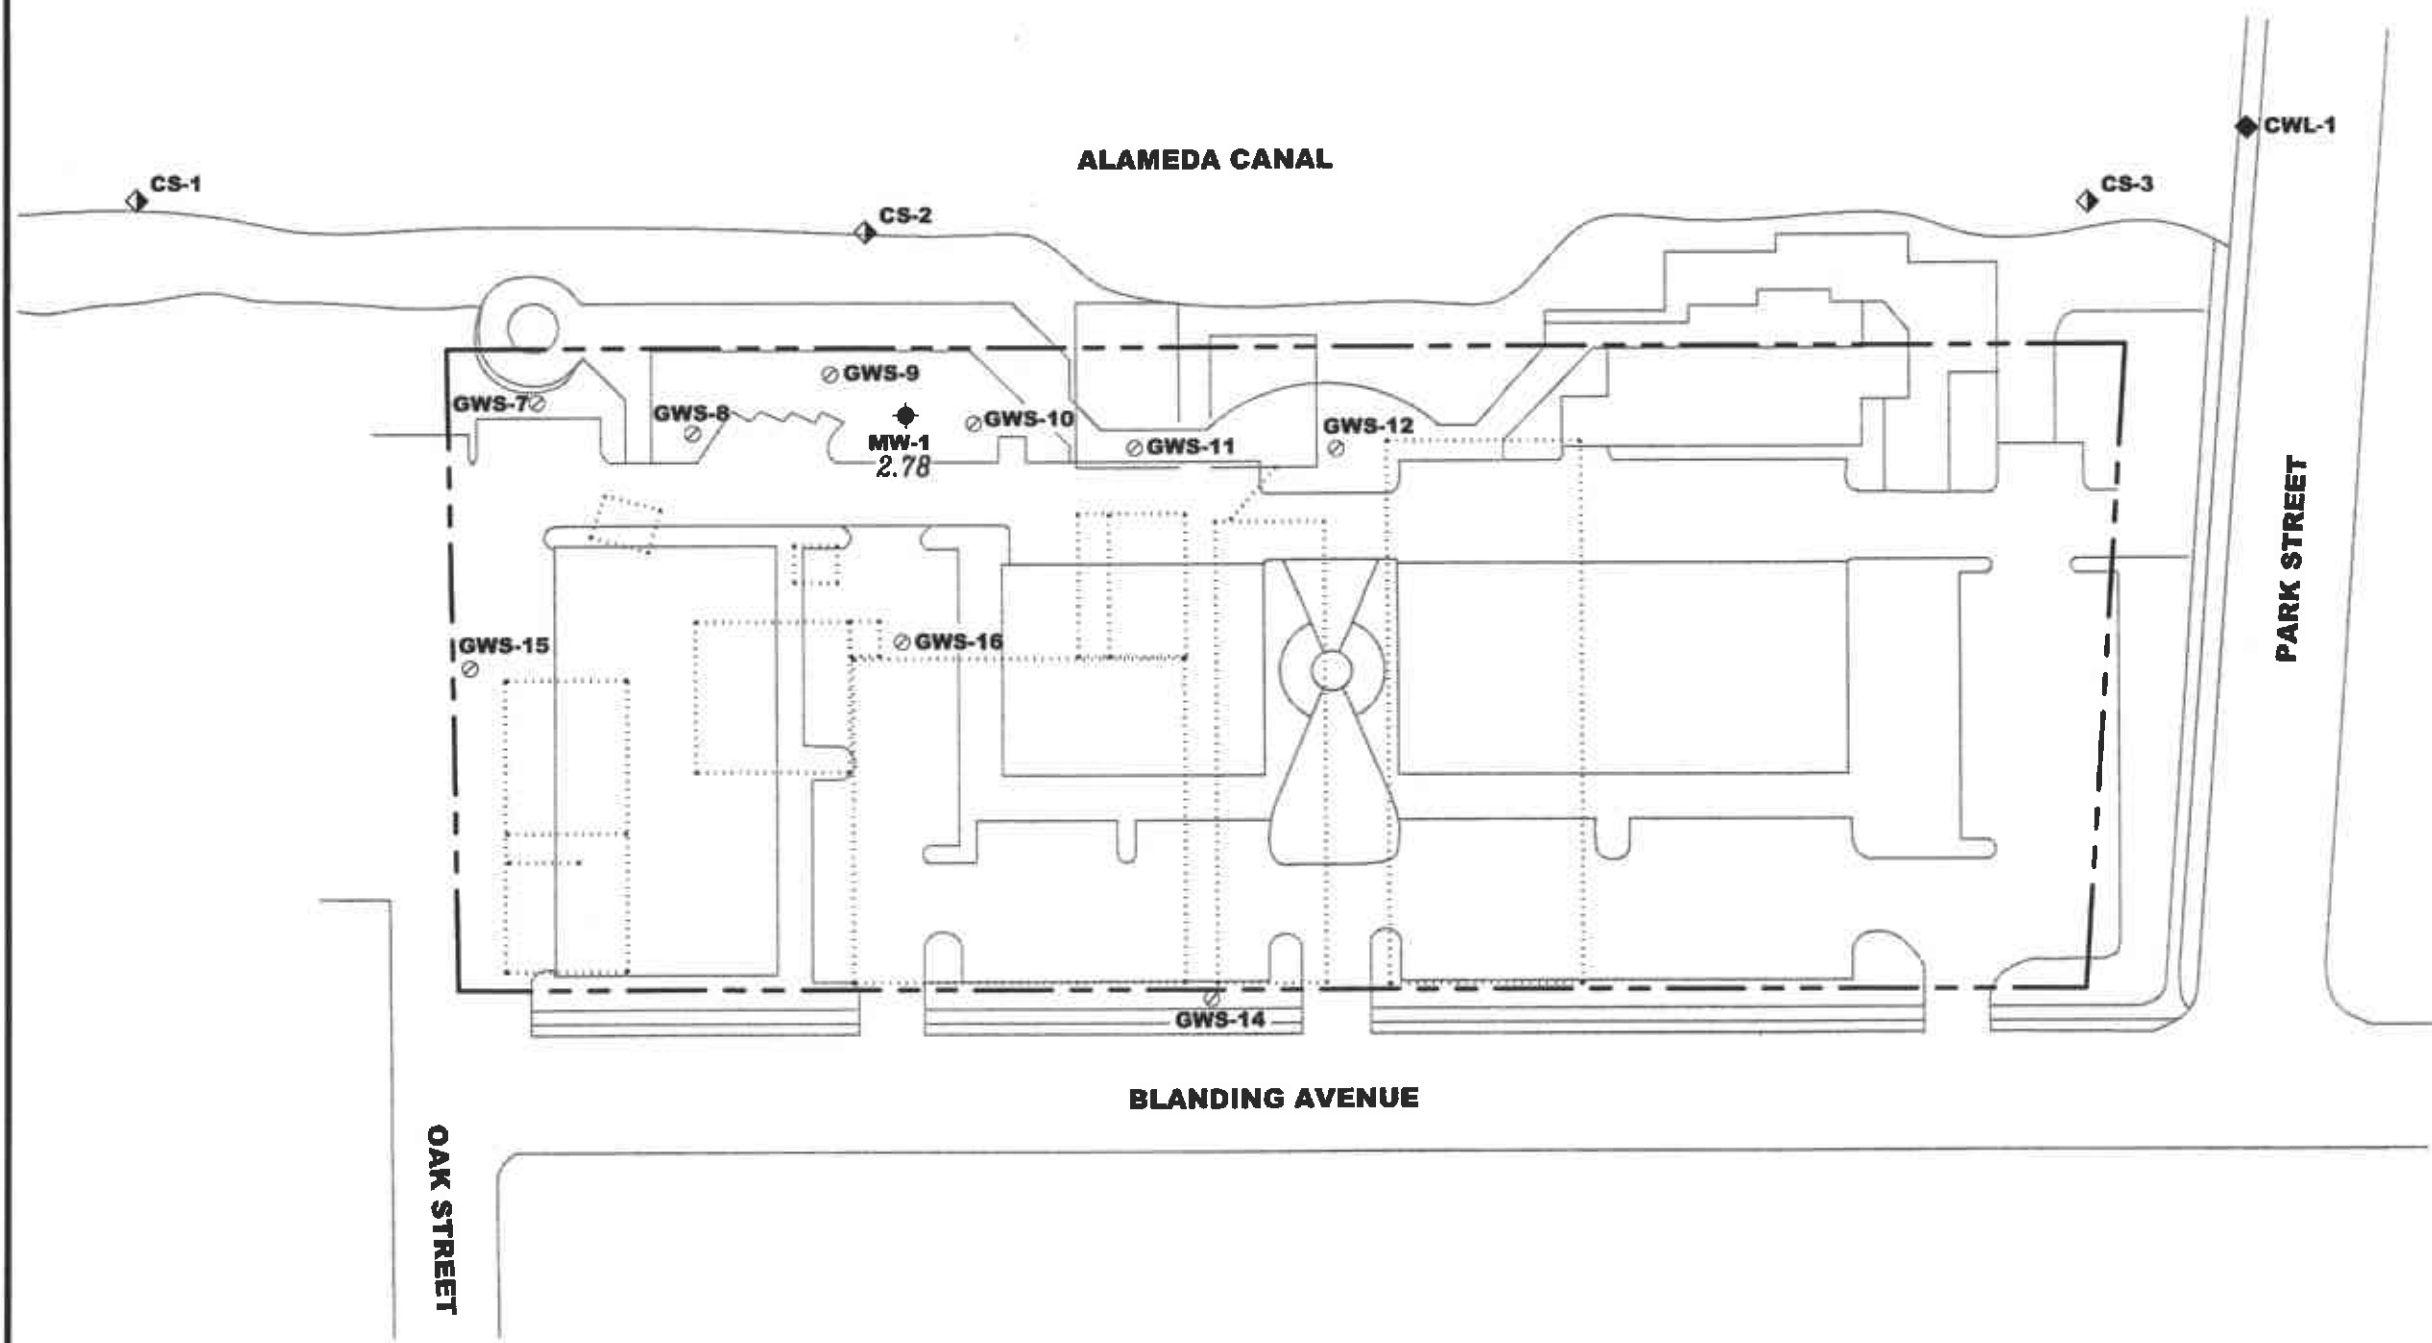 CWL-1
ALAMEDA CANAL
CS-1
CS-3
CS-2
GWS-9
GWS-7
GWS-8
GWS-10
MW-1
2.78
GWS-11
GWS-12
PARK STREET
GWS-15
GWS-16
GWS-14
BLANDING AVENUE
OAK STREET